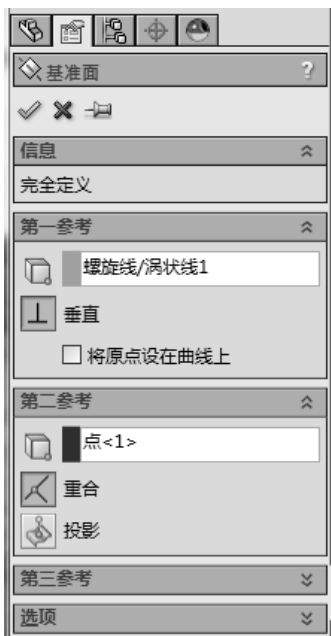 基准面
?
信息
完全定义
第一参考
螺旋线/涡状线1
垂直
将原点设在曲线上
第二参考
点<1>
重合
投影
第三参考
选项